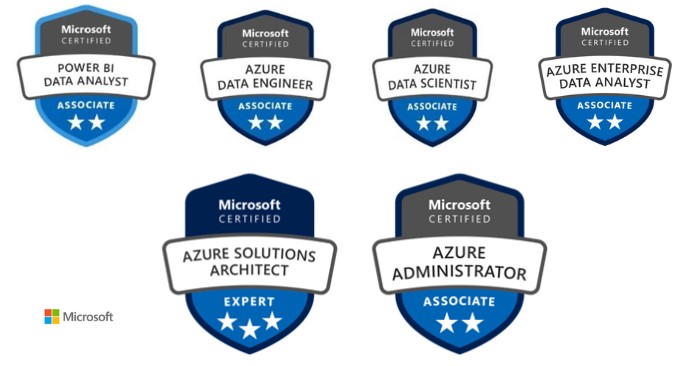 Microsoft
CERTIFIED
POWER BI
DATA ANALYST
ASSOCIATE
Microsoft
CERTIFIED
AZURE
DATA ENGINEER
ASSOCIATE
Microsoft
CERTIFIED
AZURE
DATA SCIENTIST
ASSOCIATE
Microsoft
CERTIFIED
AZURE ENTERPRISE
DATA ANALYST
ASSOCIATE
Microsoft
CERTIFIED
AZURE SOLUTIONS
ARCHITECT
EXPERT
Microsoft
CERTIFIED
AZURE
ADMINISTRATOR
ASSOCIATE
Microsoft